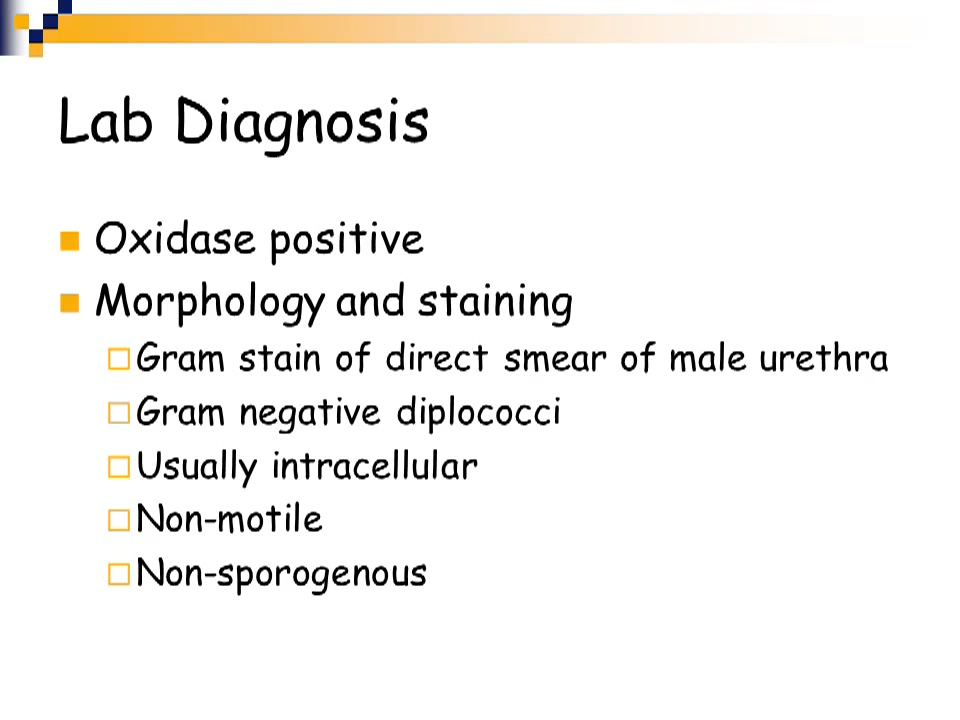 Lab Diagnosis
Oxidase positive
Morphology and staining
Gram stain of direct smear of male urethra
Gram negative diplococci
Usually intracellular
Non-motile
Non-sporogenous